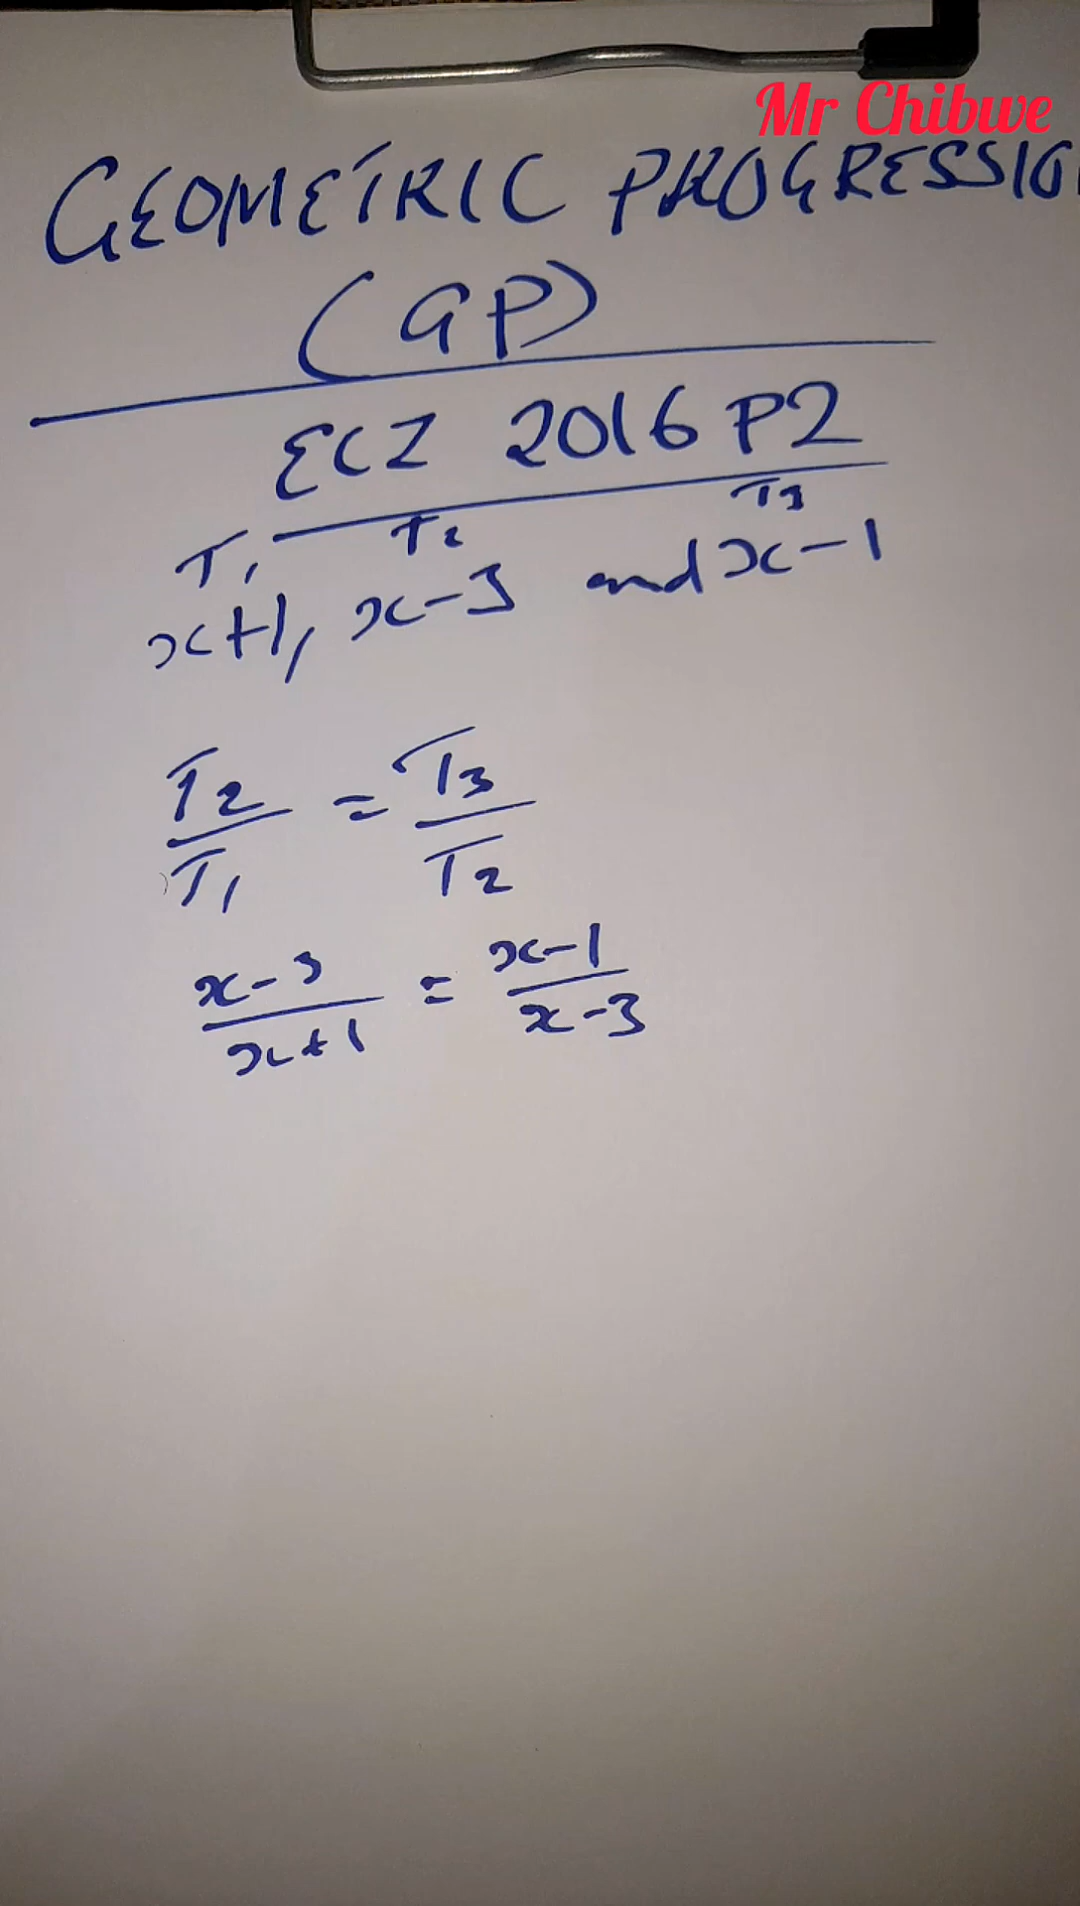 Mr Chibwe
GEOMETRIC PROGRESSIO
(GP)
ECZ 2016 P2
T1 T2 T3
x+1, x-3 and x-1
T2/T1 = T3/T2
x-3/x+1 = x-1/x-3